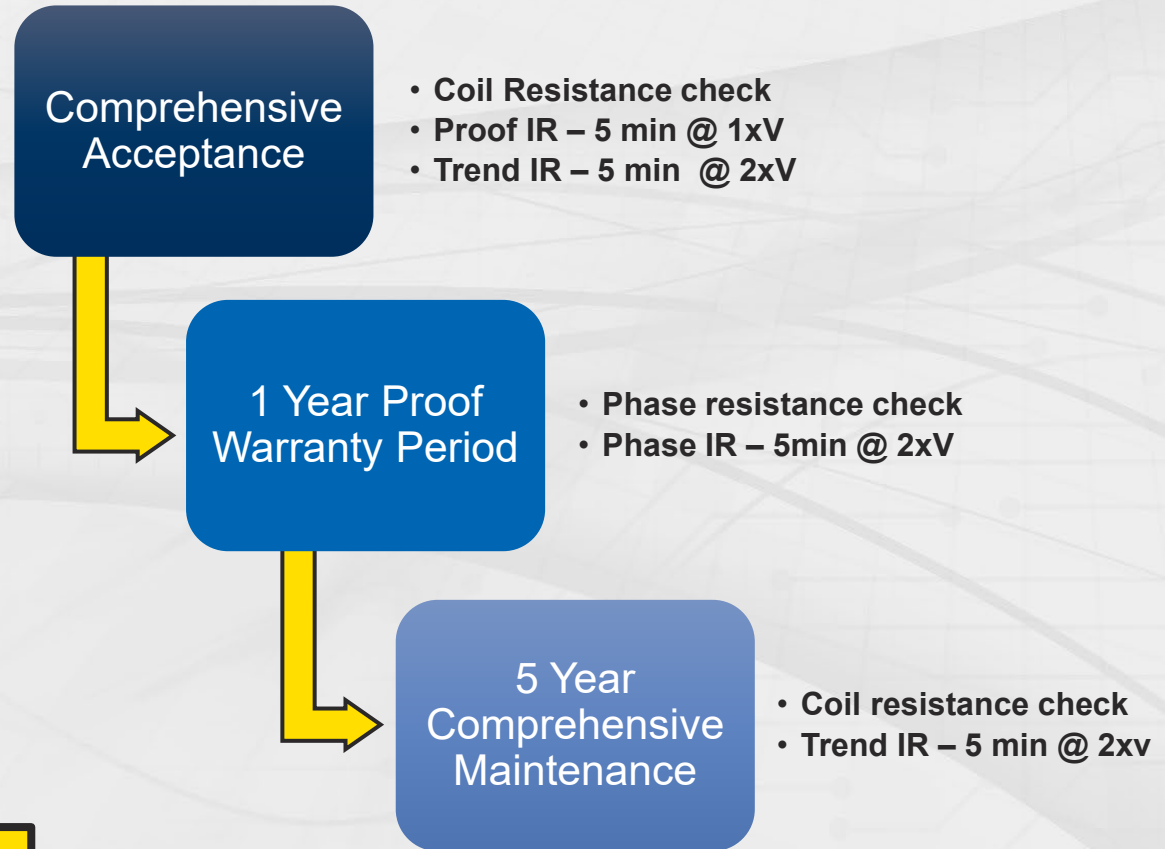 Comprehensive
Acceptance
• Coil Resistance check
• Proof IR – 5 min @ 1xV
• Trend IR – 5 min @ 2xV
1 Year Proof
Warranty Period
• Phase resistance check
• Phase IR – 5min @ 2xV
5 Year
Comprehensive
Maintenance
• Coil resistance check
• Trend IR – 5 min @ 2xv